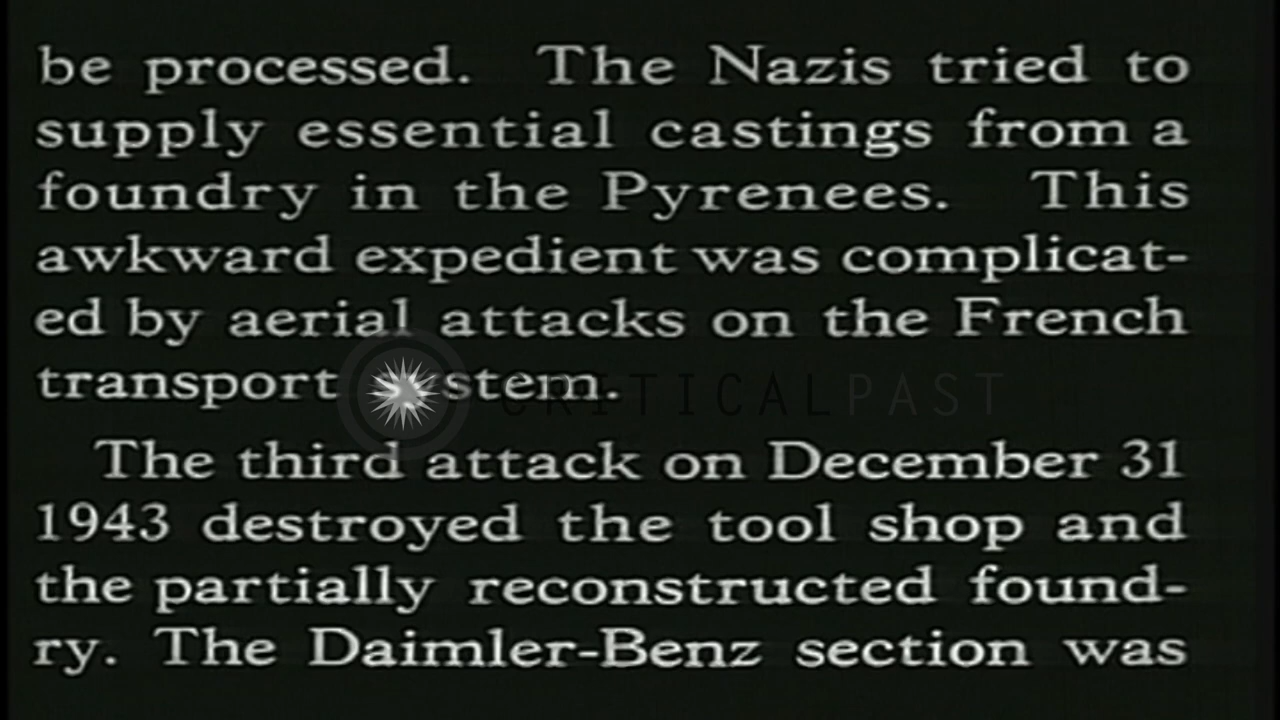 be processed. The Nazis tried to
supply essential castings from a
foundry in the Pyrenees. This
awkward expedient was complicat-
ed by aerial attacks on the French
transport system.
CRITICALPAST
The third attack on December 31
1943 destroyed the tool shop and
the partially reconstructed found-
ry. The Daimler-Benz section was